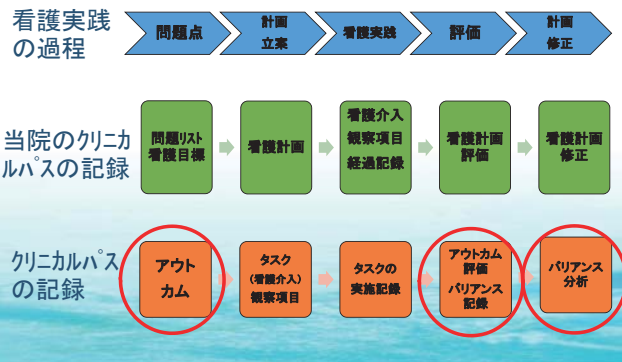 看護実践
の過程
問題点
計画
立案
看護実践
評価
計画
修正
当院のクリニカ
ルパスの記録
問題リスト
看護目標
看護計画
看護介入
観察項目
経過記録
看護計画
評価
看護計画
修正
クリニカルパス
の記録
アウト
カム
タスク
(看護介入)
観察項目
タスクの
実施記録
アウトカム
評価
バリアンス
記録
バリアンス
分析